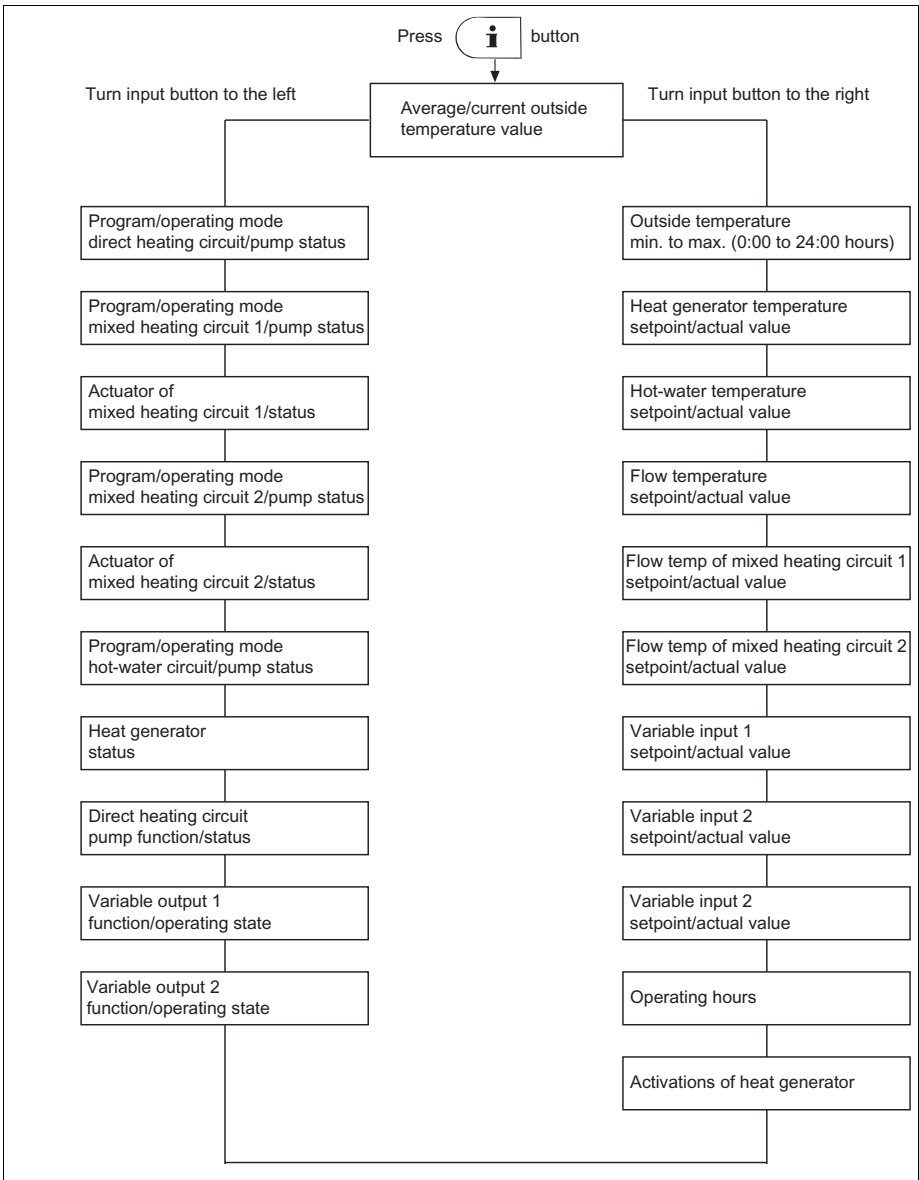 Press i button
Turn input button to the left
Average/current outside
temperature value
Turn input button to the right
Program/operating mode
direct heating circuit/pump status
Program/operating mode
mixed heating circuit 1/pump status
Actuator of
mixed heating circuit 1/status
Program/operating mode
mixed heating circuit 2/pump status
Actuator of
mixed heating circuit 2/status
Program/operating mode
hot-water circuit/pump status
Heat generator
status
Direct heating circuit
pump function/status
Variable output 1
function/operating state
Variable output 2
function/operating state
Outside temperature
min. to max. (0:00 to 24:00 hours)
Heat generator temperature
setpoint/actual value
Hot-water temperature
setpoint/actual value
Flow temperature
setpoint/actual value
Flow temp of mixed heating circuit 1
setpoint/actual value
Flow temp of mixed heating circuit 2
setpoint/actual value
Variable input 1
setpoint/actual value
Variable input 2
setpoint/actual value
Variable input 2
setpoint/actual value
Operating hours
Activations of heat generator